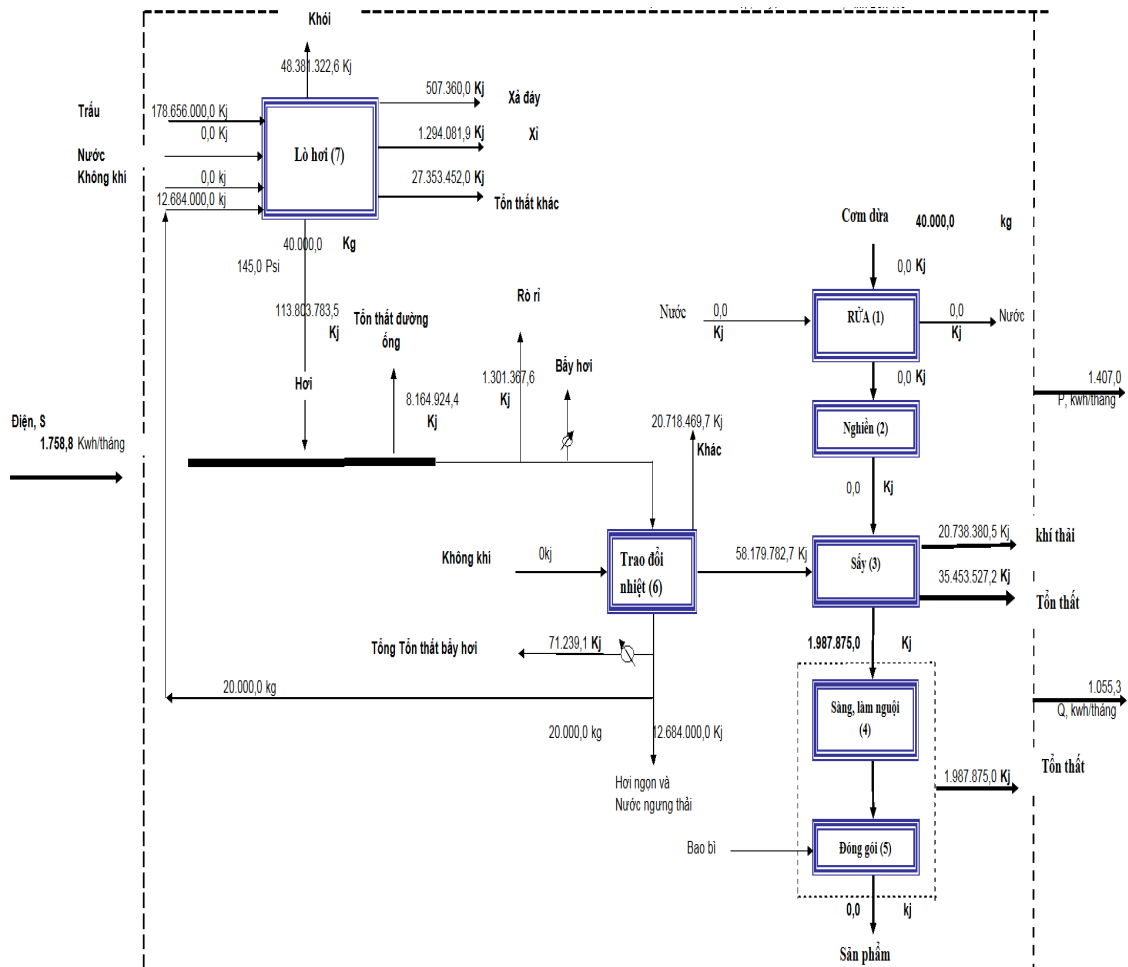 Khói
48.381.322,6 Kj
Trấu
178.656.000,0 Kj
0,0 Kj
Nước
Không khí
0,0 kj
12.684.000,0 kj
Lò hơi (7)
507.360,0 Kj
Xả đáy
1.294.081,9 Kj
Xỉ
27.353.452,0 Kj
Tổn thất khác
40.000,0 Kg
145,0 Psi
113.803.783,5
Kj
Hơi
Tổn thất đường
ống
8.164.924,4
Kj
Rò rỉ
1.301.367,6
Kj
Bẫy hơi
20.718.469,7 Kj
Khác
Điện, S
1.758,8 Kwh/tháng
Cơm dừa
40.000,0 kg
0,0 Kj
Nước
0,0
Kj
RỬA (1)
0,0
Kj
Nước
0,0 Kj
Nghiền (2)
0,0 Kj
1.407,0
P, kwh/tháng
Không khi
0kj
Trao đổi
nhiệt (6)
58.179.782,7 Kj
Sấy (3)
20.738.380,5 Kj
khí thải
35.453.527,2 Kj
Tổn thất
Tổng Tổn thất bẫy hơi
71.239,1 Kj
1.987.875,0 Kj
20.000,0 kg
20.000,0 kg
12.684.000,0 Kj
Hơi ngọn và
Nước ngưng thải
Sàng, làm nguội
(4)
1.055,3
Q, kwh/tháng
Tổn thất
1.987.875,0 Kj
Bao bì
Đóng gói (5)
0,0 kj
Sản phẩm